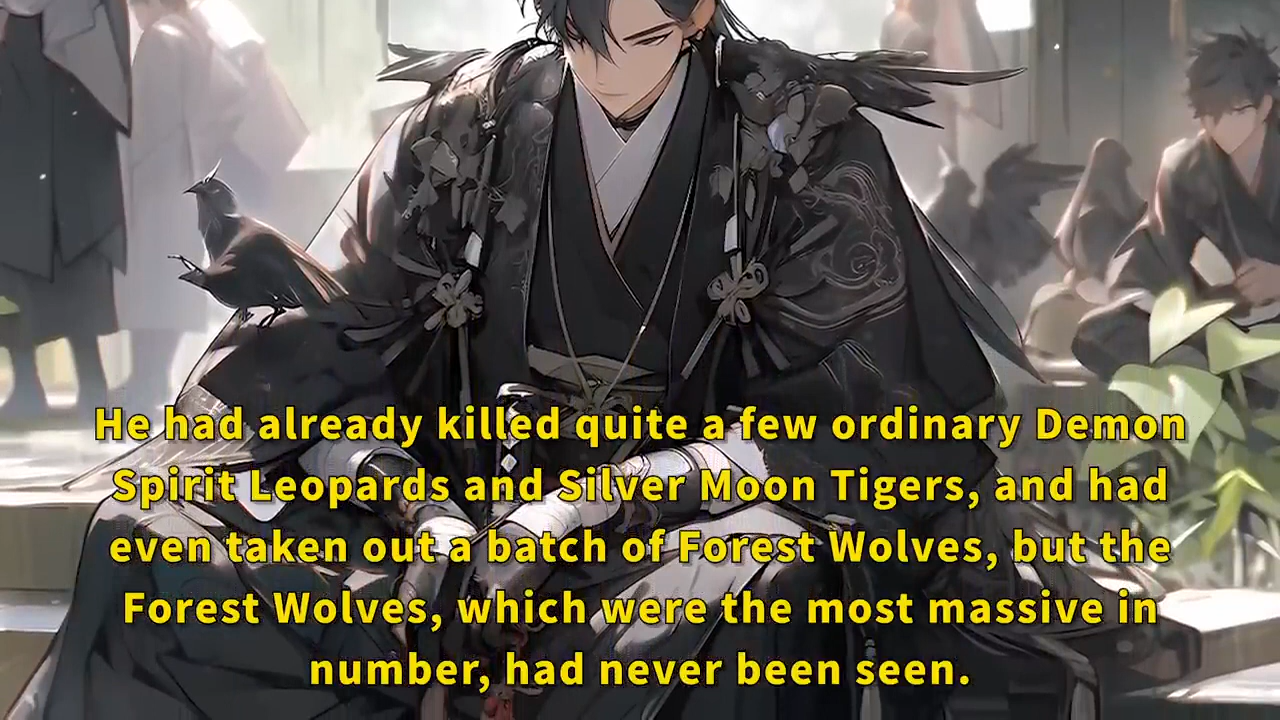 He had already killed quite a few ordinary Demon
Spirit Leopards and Silver Moon Tigers, and had
even taken out a batch of Forest Wolves, but the
Forest Wolves, which were the most massive in
number, had never been seen.